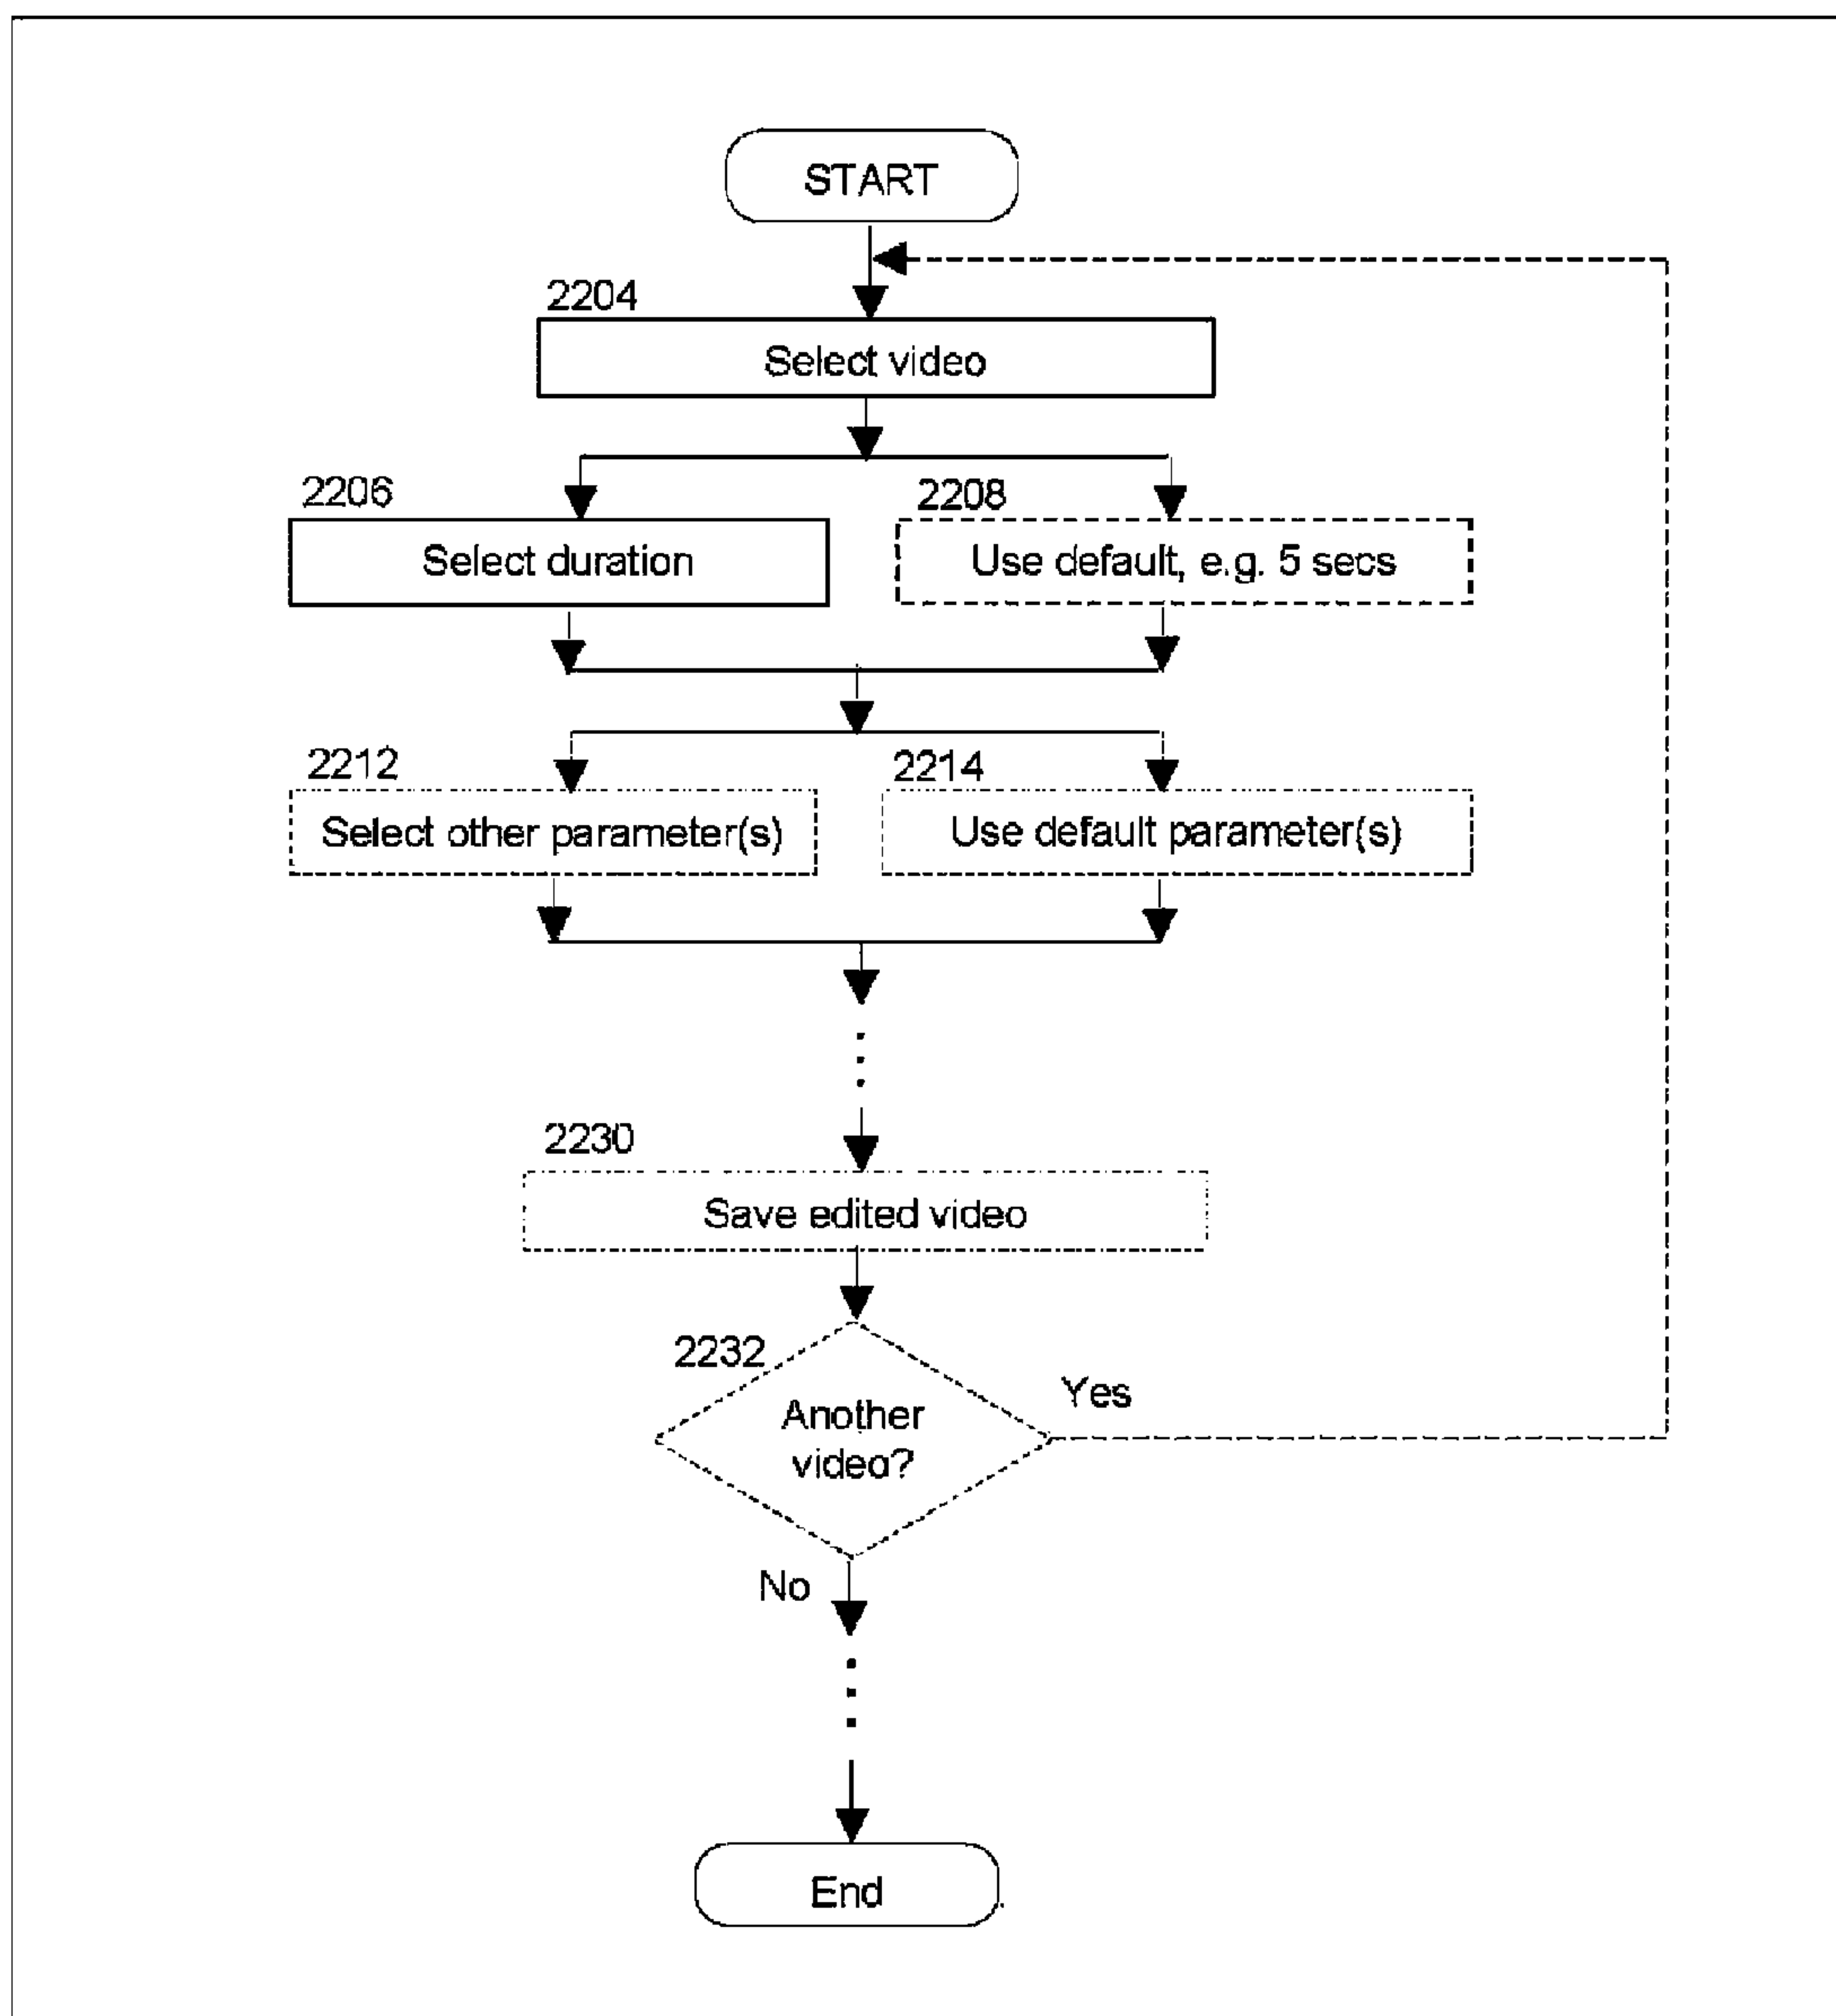 START
2204
Select video
2206
Select duration
2208
Use default, e.g. 5 secs
2212
Select other parameter(s)
2214
Use default parameter(s)
2230
Save edited video
2232
Another
video?
Yes
No
End